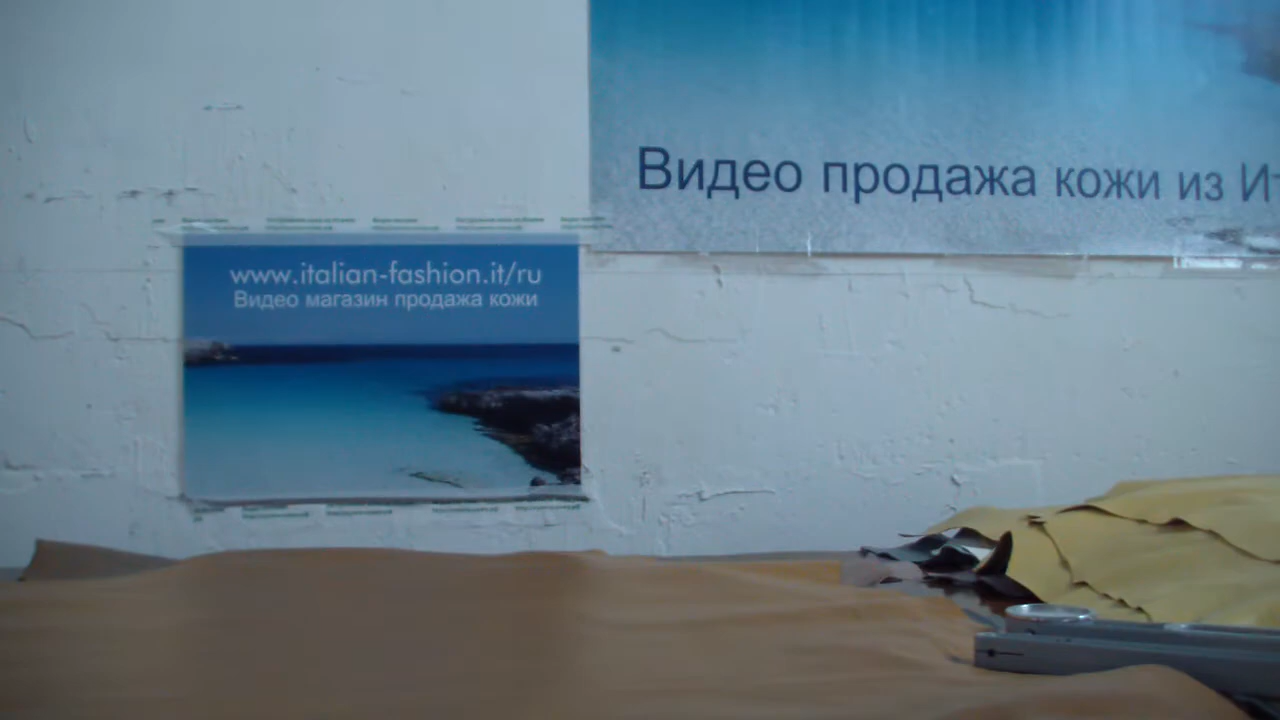 Видео продажа кожи из
www.italian-fashion.it/ru
Видео магазин продажа кожи